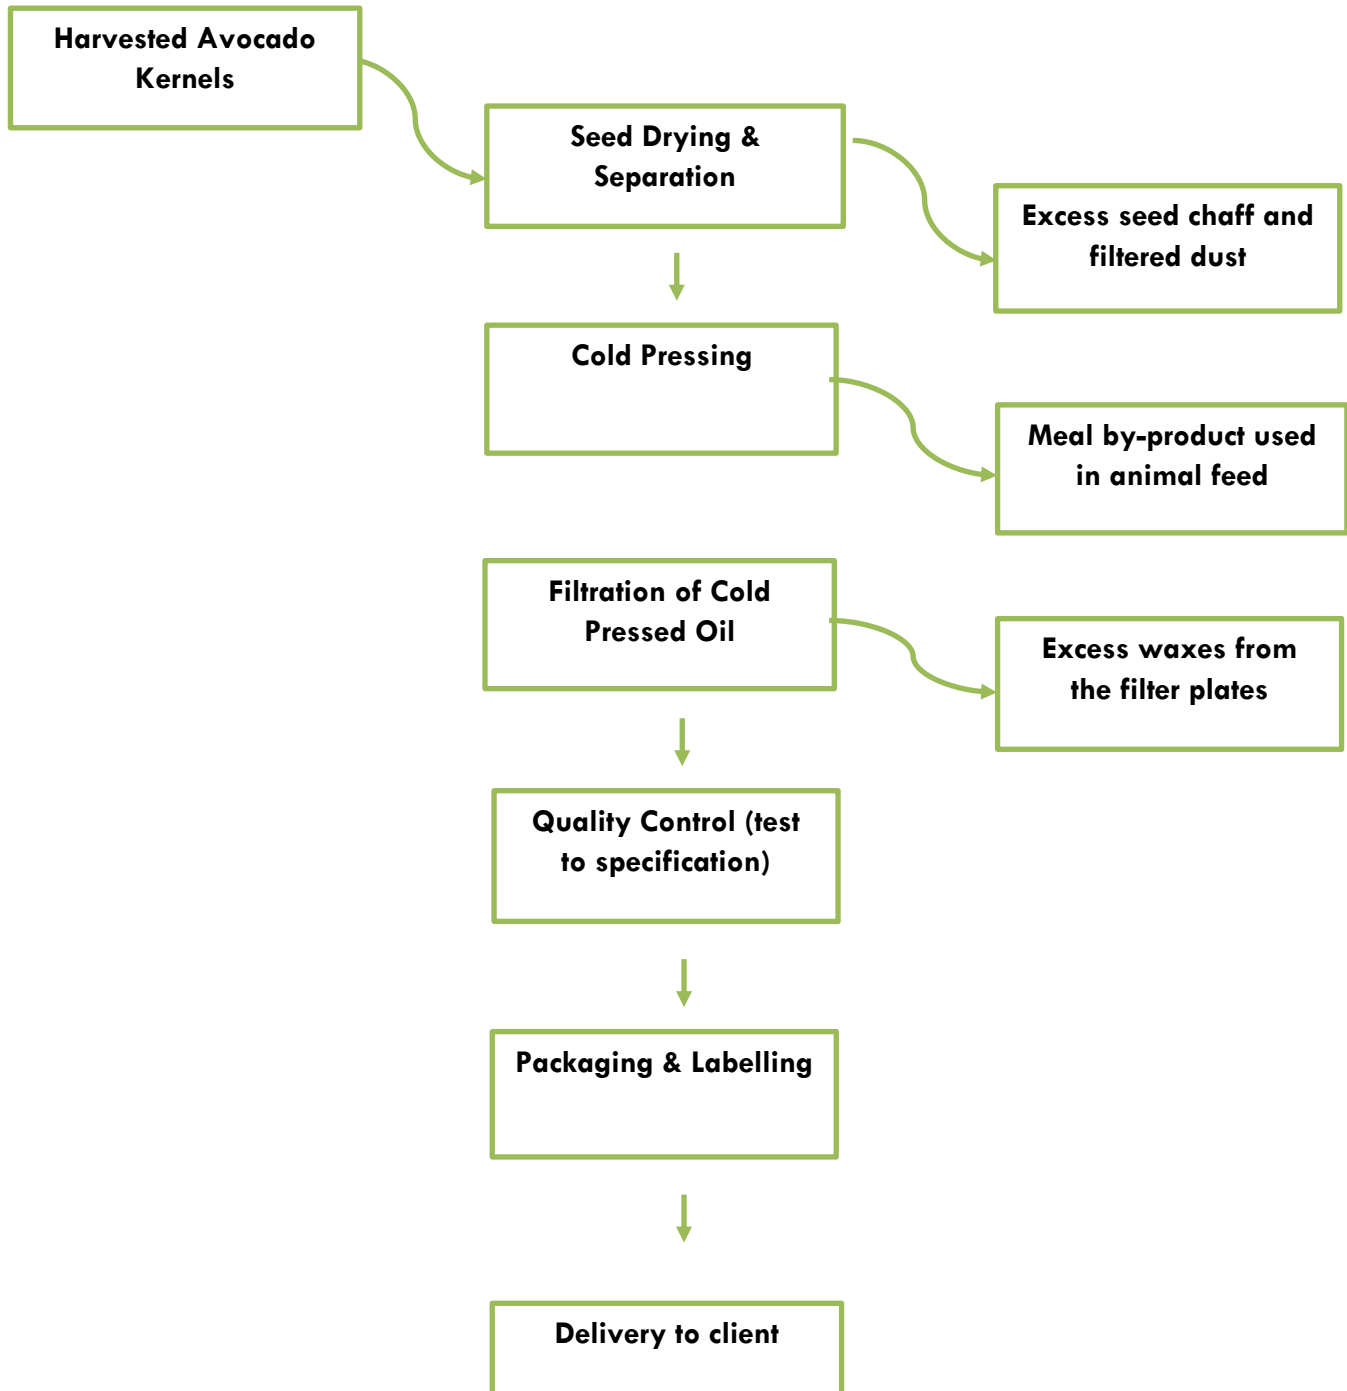 Harvested Avocado
Kernels
Seed Drying &
Separation
Excess seed chaff and
filtered dust
Cold Pressing
Meal by-product used
in animal feed
Filtration of Cold
Pressed Oil
Excess waxes from
the filter plates
Quality Control (test
to specification)
Packaging & Labelling
Delivery to client